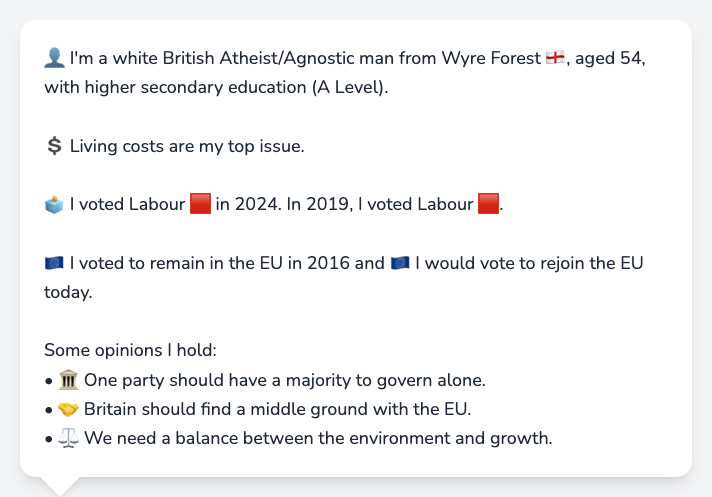 👤 I'm a white British Atheist/Agnostic man from Wyre Forest 🏴󠁧󠁢󠁥󠁮󠁧󠁿, aged 54,
with higher secondary education (A Level).
💲 Living costs are my top issue.
🗳️ I voted Labour 🟥 in 2024. In 2019, I voted Labour 🟥.
🇪🇺 I voted to remain in the EU in 2016 and 🇪🇺 I would vote to rejoin the EU
today.
Some opinions I hold:
• 🏛️ One party should have a majority to govern alone.
• 🤝 Britain should find a middle ground with the EU.
• ⚖️ We need a balance between the environment and growth.